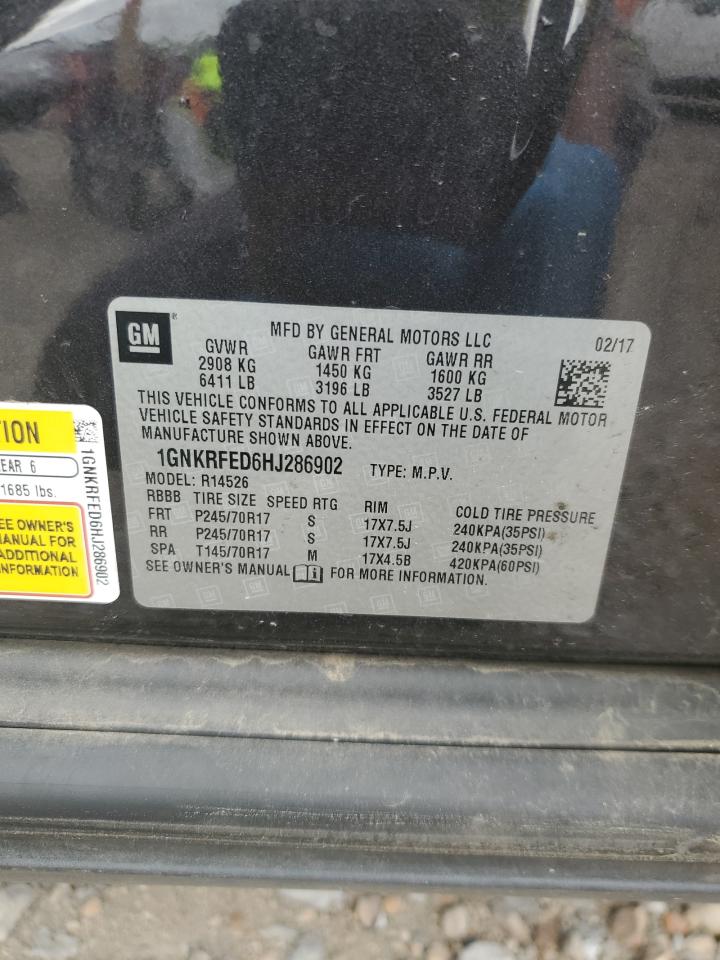 GM
MFD BY GENERAL MOTORS LLC 02/17
GVWR GAWR FRT GAWR RR
2908 KG 1450 KG 1600 KG
6411 LB 3196 LB 3527 LB
THIS VEHICLE CONFORMS TO ALL APPLICABLE U.S. FEDERAL MOTOR
VEHICLE SAFETY STANDARDS IN EFFECT ON THE DATE OF
MANUFACTURE SHOWN ABOVE.
1GNKRFED6HJ286902 TYPE: M.P.V.
MODEL: R14526
RBBB TIRE SIZE SPEED RTG RIM COLD TIRE PRESSURE
FRT P245/70R17 S 17X7.5J 240KPA(35PSI)
RR P245/70R17 S 17X7.5J 240KPA(35PSI)
SPA T145/70R17 M 17X4.5B 420KPA(60PSI)
SEE OWNER'S MANUAL FOR MORE INFORMATION.
TION
EAR 6
1685 lbs.
EE OWNER'S
MANUAL FOR
ADDITIONAL
NFORMATION
1GNKRFED6HJ286902